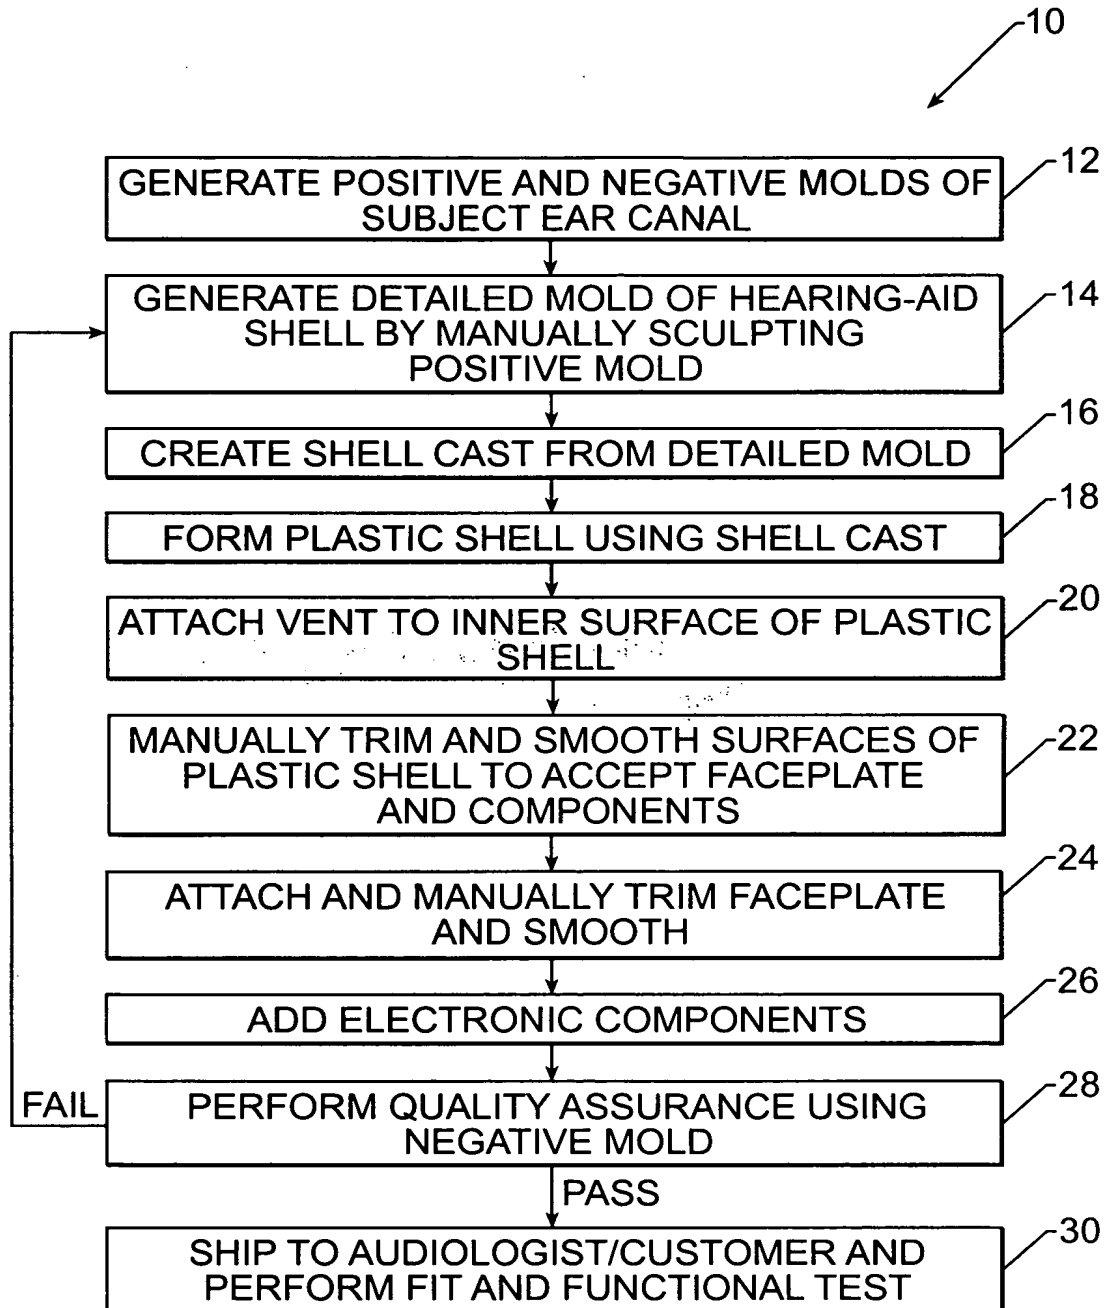 10
GENERATE POSITIVE AND NEGATIVE MOLDS OF
SUBJECT EAR CANAL
12
GENERATE DETAILED MOLD OF HEARING-AID
SHELL BY MANUALLY SCULPTING
POSITIVE MOLD
14
CREATE SHELL CAST FROM DETAILED MOLD
16
FORM PLASTIC SHELL USING SHELL CAST
18
ATTACH VENT TO INNER SURFACE OF PLASTIC
SHELL
20
MANUALLY TRIM AND SMOOTH SURFACES OF
PLASTIC SHELL TO ACCEPT FACEPLATE
AND COMPONENTS
22
ATTACH AND MANUALLY TRIM FACEPLATE
AND SMOOTH
24
ADD ELECTRONIC COMPONENTS
26
PERFORM QUALITY ASSURANCE USING
NEGATIVE MOLD
28
FAIL
PASS
SHIP TO AUDIOLOGIST/CUSTOMER AND
PERFORM FIT AND FUNCTIONAL TEST
30